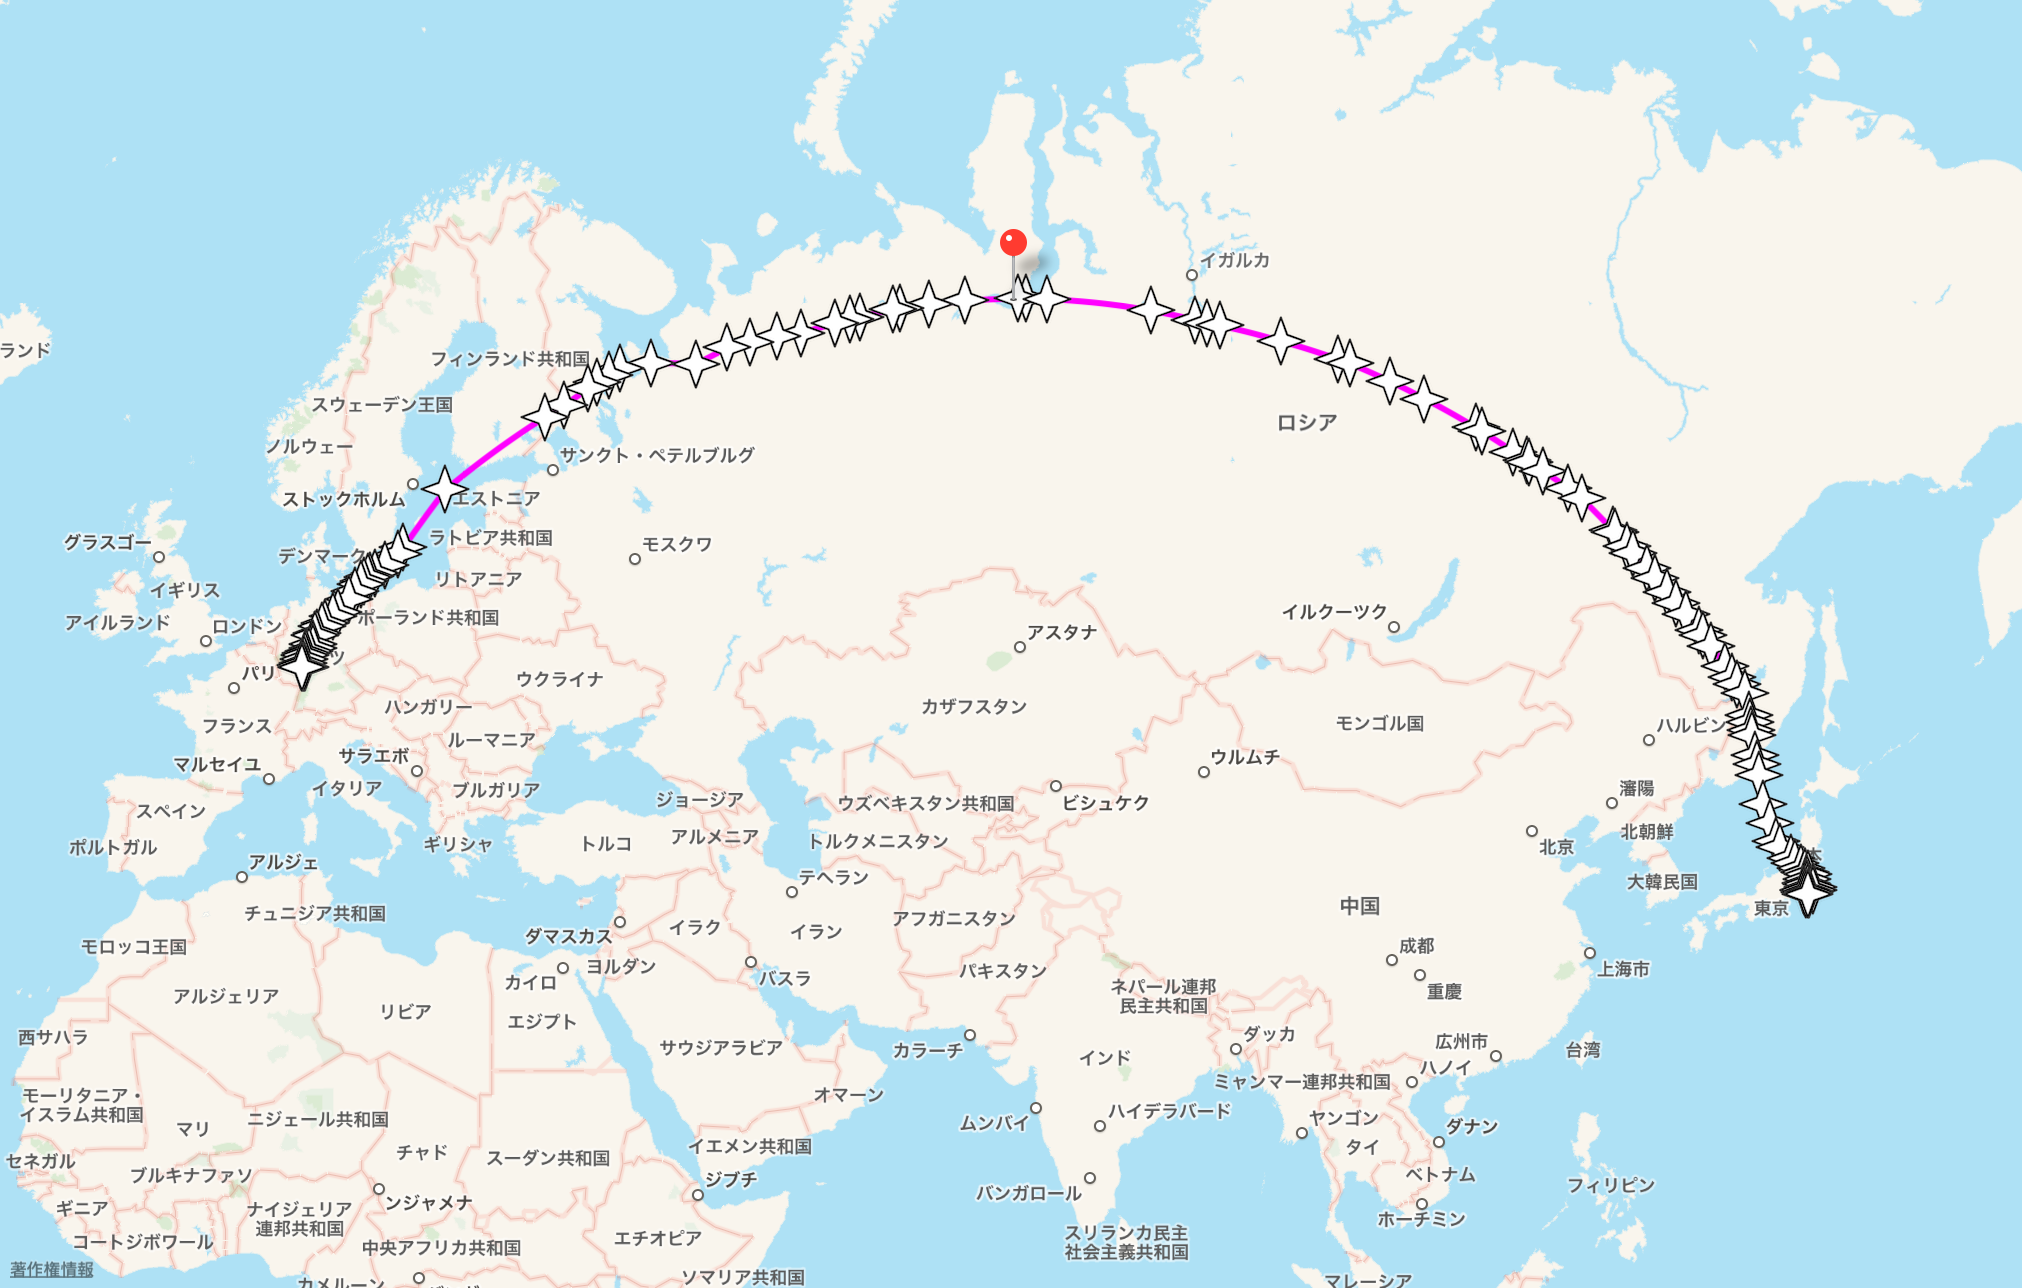 イガルカ
ランド
フィンランド共和国
スウェーデン王国
ロシア
ノルウェー
サンクト・ペテルブルグ
ストックホルム
エストニア
グラスゴー
デンマーク
ラトビア共和国
モスクワ
リトアニア
イギリス
アイルランド
ロンドン
ポーランド共和国
イルクーツク
アスタナ
ツ
パリ
ウクライナ
ハンガリー
カザフスタン
モンゴル国
フランス
ハルビン
ルーマニア
サラエボ
ウルムチ
マルセイユ
イタリア
ブルガリア
瀋陽
ジョージア
ウズベキスタン共和国
ビシュケク
スペイン
北朝鮮
アルメニア
トルクメニスタン
トルコ
ギリシャ
ポルトガル
北京
アルジェ
テヘラン
大韓民国
中国
東京
チュニジア共和国
アフガニスタン
イラク
イラン
ダマスカス
モロッコ王国
成都
ヨルダン
パキスタン
上海市
バスラ
カイロ
ネパール連邦
民主共和国
重慶
アルジェリア
リビア
エジプト
西サハラ
ダッカ
広州市
サウジアラビア
カラーチ
台湾
インド
ハノイ
ミャンマー連邦共和国
モーリタニア・
イスラム共和国
オマーン
ニジェール共和国
ムンバイ
ハイデラバード
ヤンゴン
ダナン
マリ
イエメン共和国
タイ
チャド
スーダン共和国
セネガル
ブルキナファソ
ジブチ
ベトナム
フィリピン
バンガロール
ンジャメナ
ギニア
ナイジェリア
連邦共和国
ホーチミン
スリランカ民主
社会主義共和国
エチオピア
コートジボワール
中央アフリカ共和国
著作権情報
ソマリア共和国
カメルーン
マレーシア